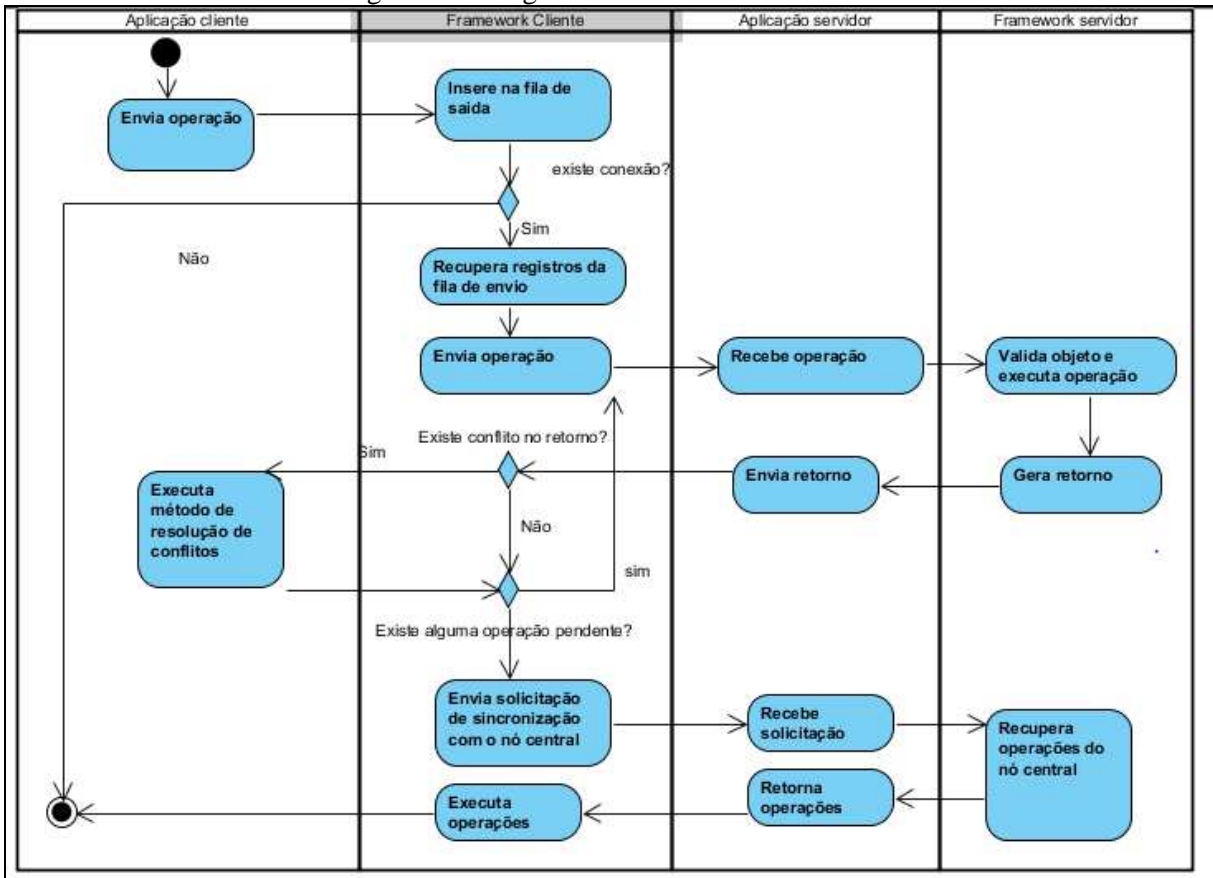 Aplicação cliente
Framework Cliente
Aplicação servidor
Framework servidor
Envia operação
Insere na fila de
saida
existe conexão?
Sim
Não
Recupera registros da
fila de envio
Envia operação
Recebe operação
Valida objeto e
executa operação
Existe conflito no retorno?
Sim
Envia retorno
Gera retorno
Executa
método de
resolução de
conflitos
Não
sim
Existe alguma operação pendente?
Envia solicitação
de sincronização
com o nó central
Recebe
solicitação
Recupera
operações do
nó central
Retorna
operações
Executa
operações